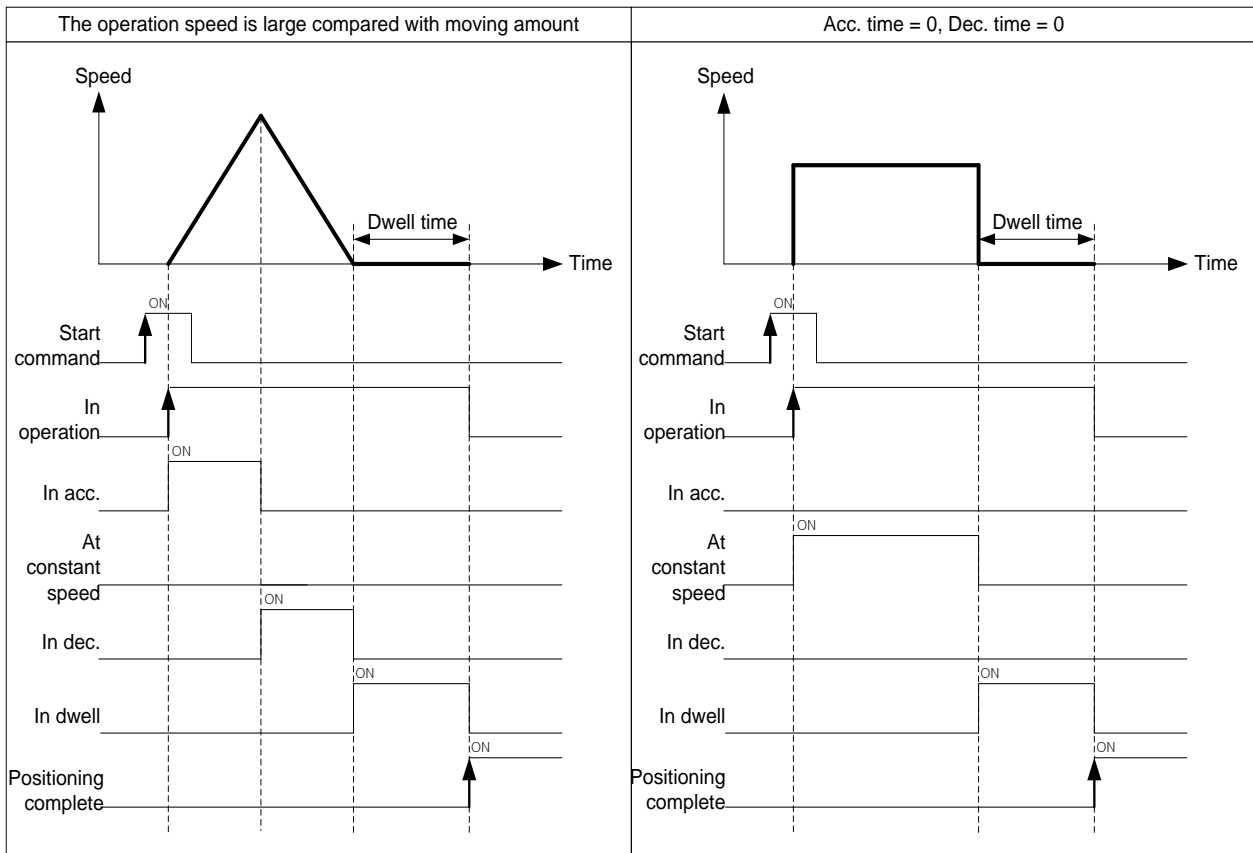 The operation speed is large compared with moving amount
Speed
Dwell time
Time
ON
Start
command
In
operation
ON
In acc.
At
constant
speed
ON
In dec.
ON
In dwell
ON
Positioning
complete
Acc. time = 0, Dec. time = 0
Speed
Dwell time
Time
ON
Start
command
In
operation
In acc.
ON
At
constant
speed
In dec.
ON
In dwell
ON
Positioning
complete